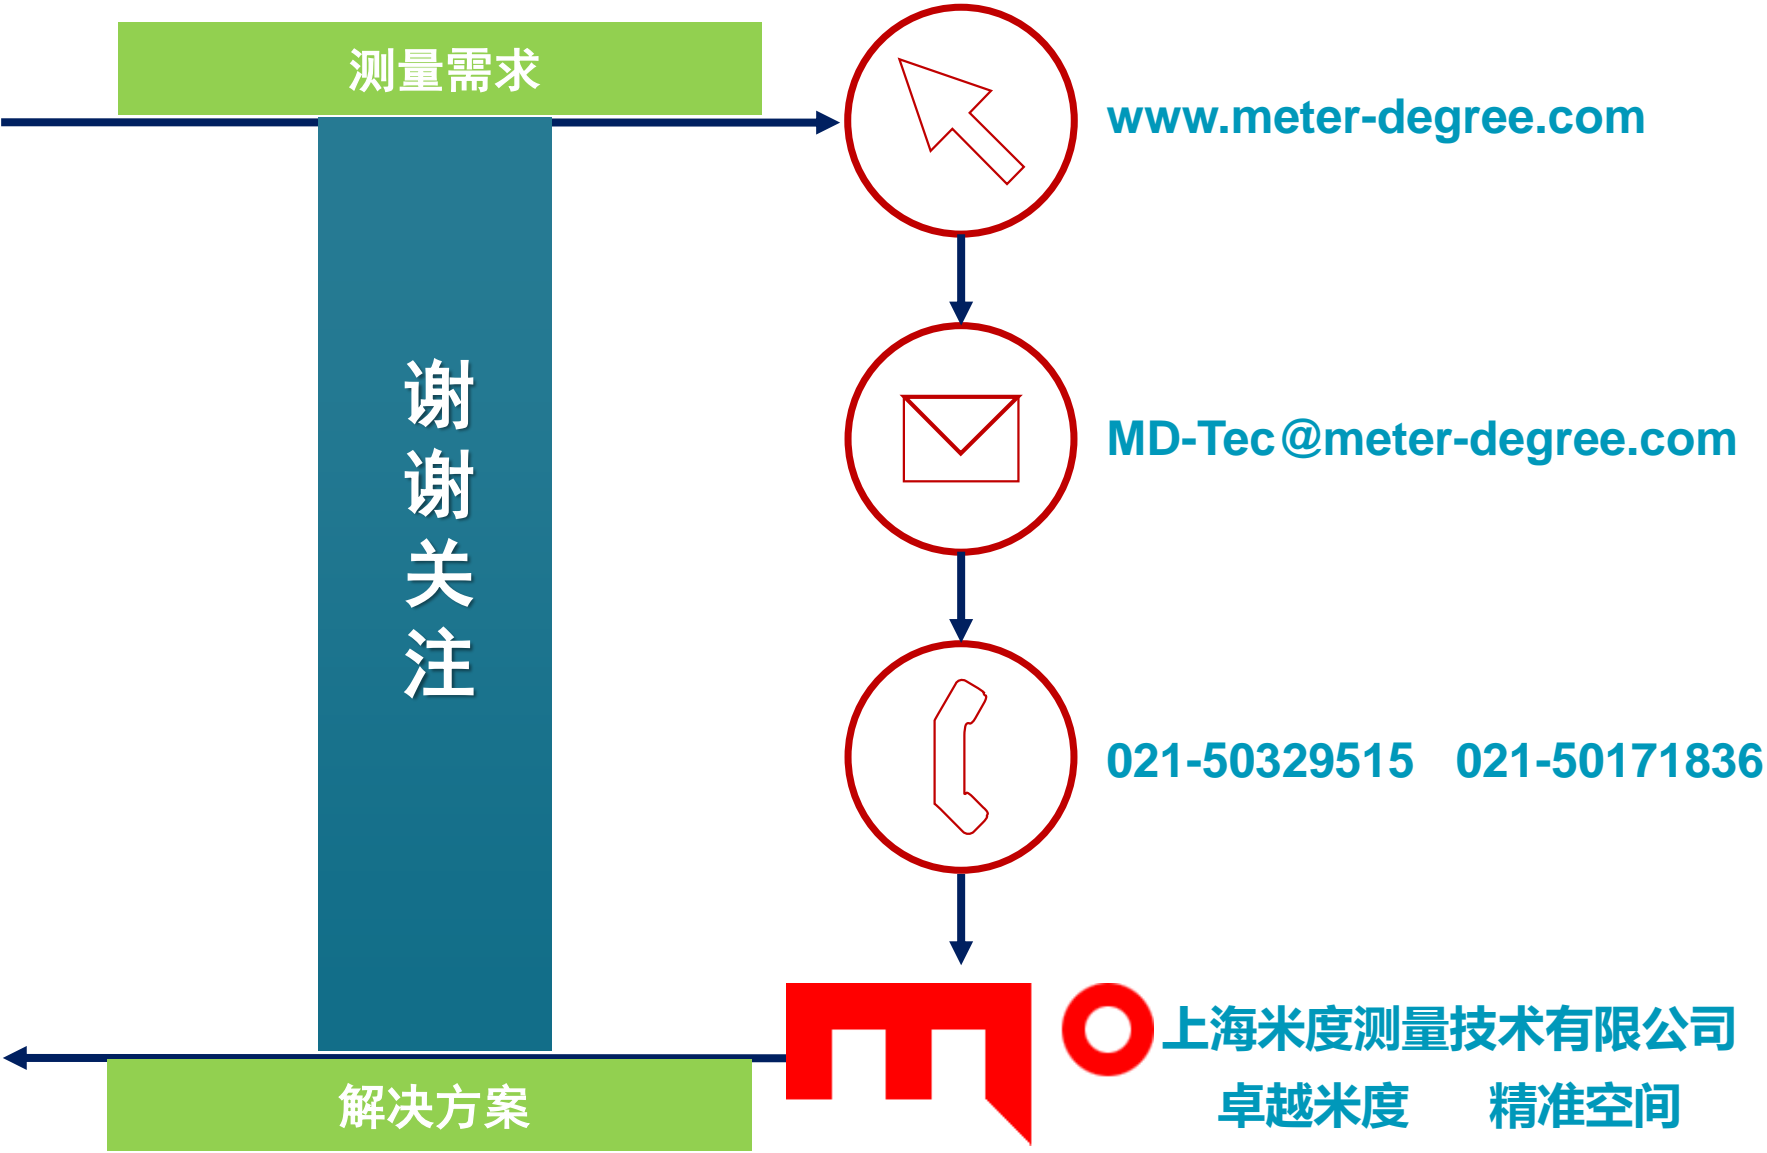 测量需求
www.meter-degree.com
谢
谢
关
注
MD-Tec@meter-degree.com
021-50329515 021-50171836
上海米度测量技术有限公司
卓越米度 精准空间
解决方案